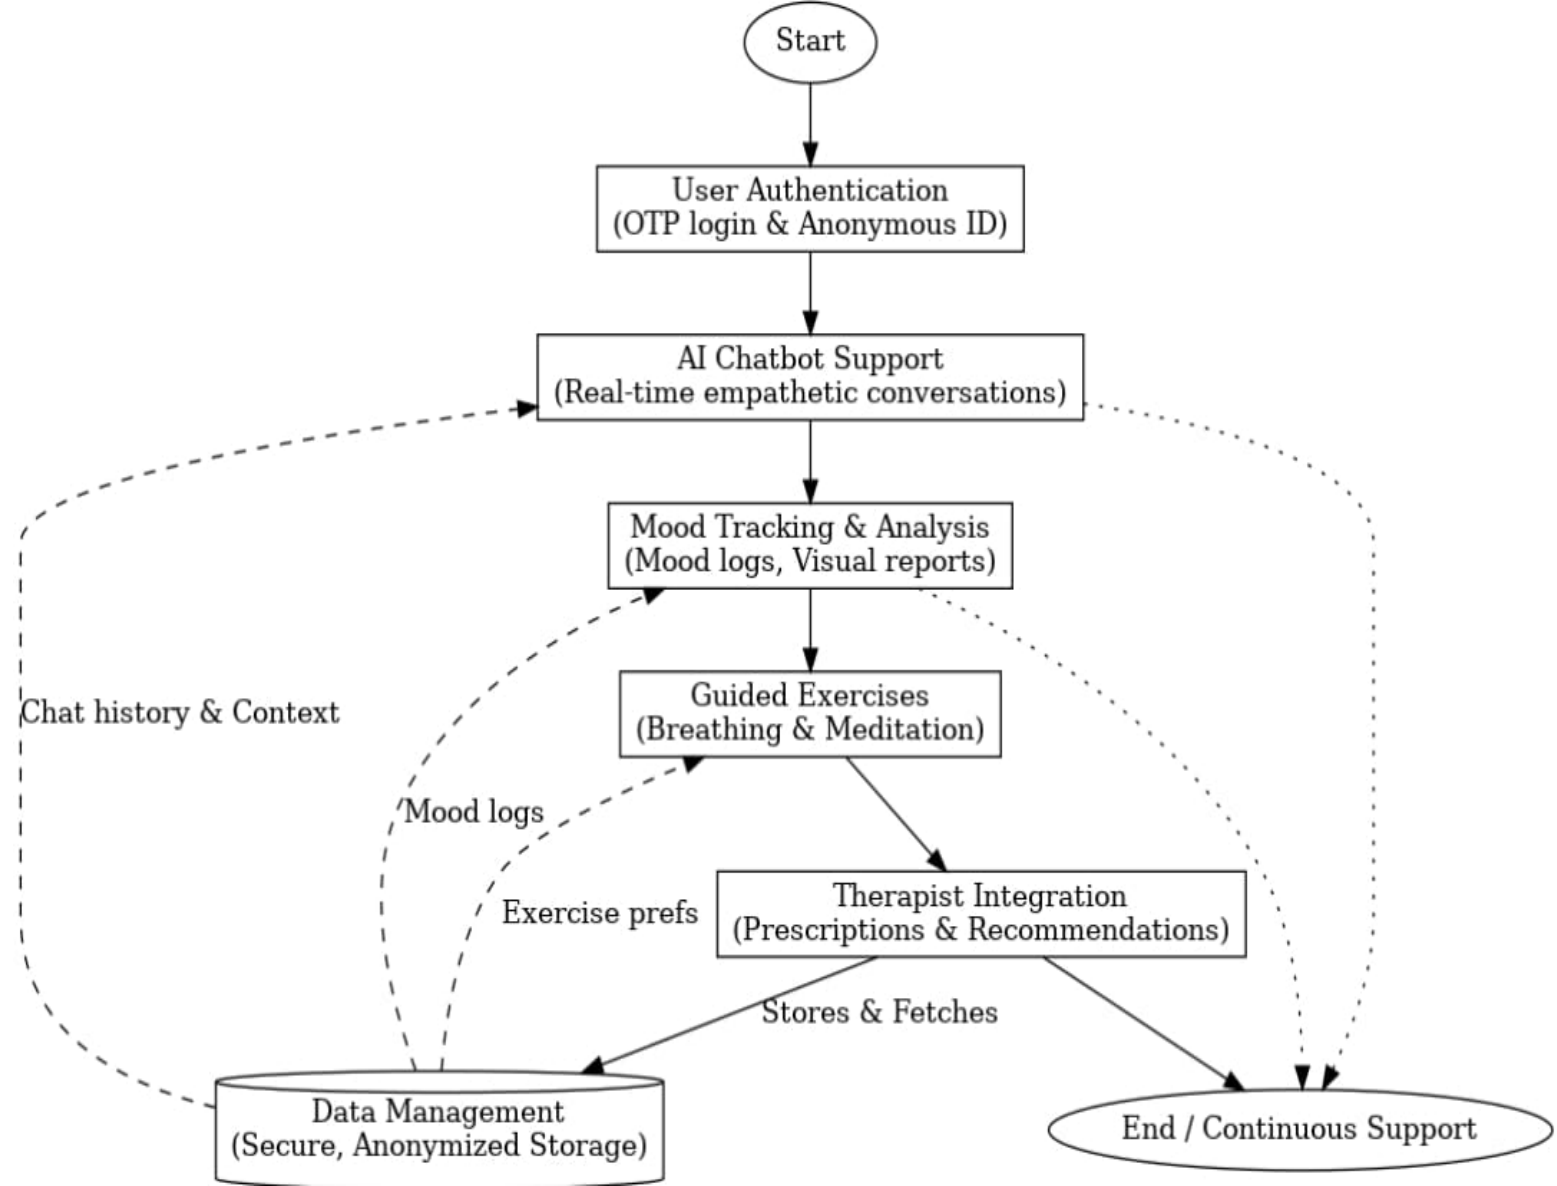 Start
User Authentication
(OTP login & Anonymous ID)
AI Chatbot Support
(Real-time empathetic conversations)
Mood Tracking & Analysis
(Mood logs, Visual reports)
Guided Exercises
(Breathing & Meditation)
Chat history & Context
Mood logs
Exercise prefs
Therapist Integration
(Prescriptions & Recommendations)
Stores & Fetches
Data Management
(Secure, Anonymized Storage)
End / Continuous Support